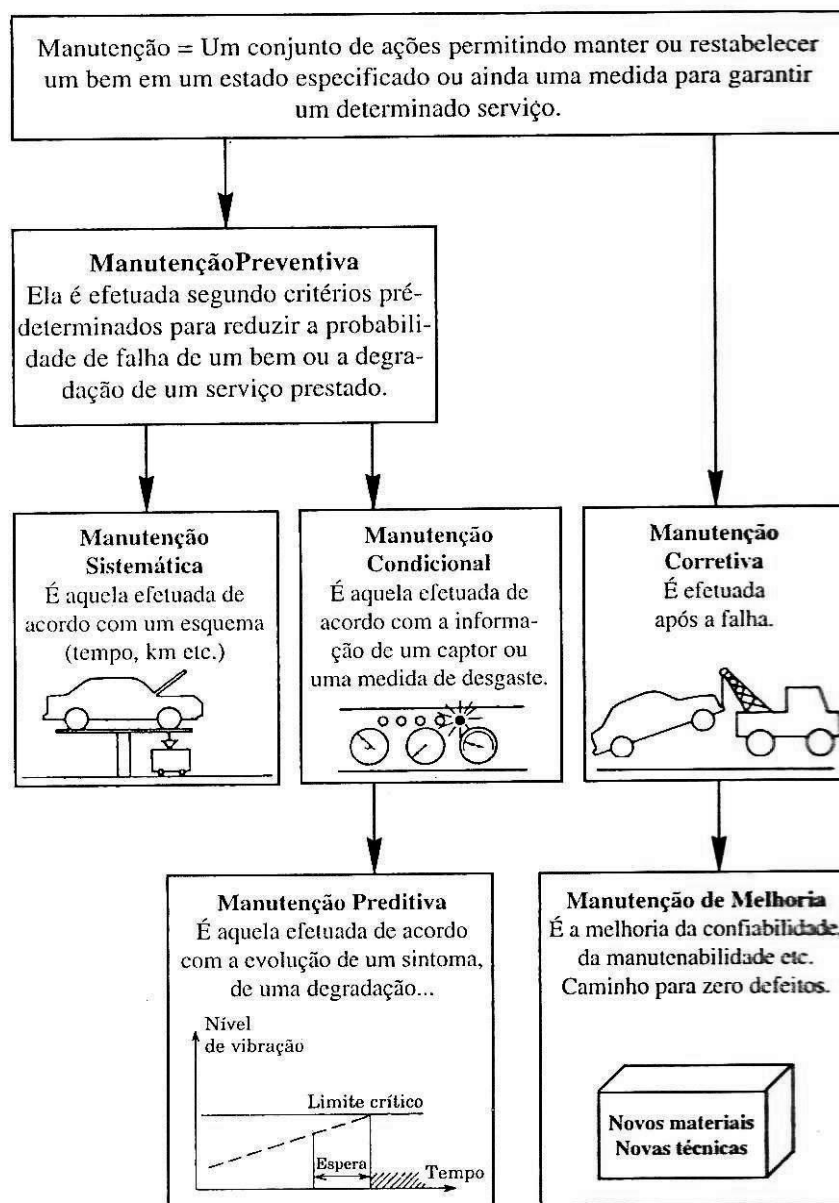 Manutenção = Um conjunto de ações permitindo manter ou restabelecer
um bem em um estado especificado ou ainda uma medida para garantir
um determinado serviço.
ManutençãoPreventiva
Ela é efetuada segundo critérios pré-
determinados para reduzir a probabili-
dade de falha de um bem ou a degra-
dação de um serviço prestado.
Manutenção
Sistemática
É aquela efetuada de
acordo com um esquema
(tempo, km etc.)
Manutenção
Condicional
É aquela efetuada de
acordo com a informa-
ção de um captor ou
uma medida de desgaste.
Manutenção
Corretiva
É efetuada
após a falha.
Manutenção Preditiva
É aquela efetuada de acordo
com a evolução de um sintoma,
de uma degradação...
Nível
de vibração
Limite crítico
Espera
Tempo
Manutenção de Melhoria
É a melhoria da confiabilidade,
da manutenabilidade etc.
Caminho para zero defeitos.
Novos materiais
Novas técnicas